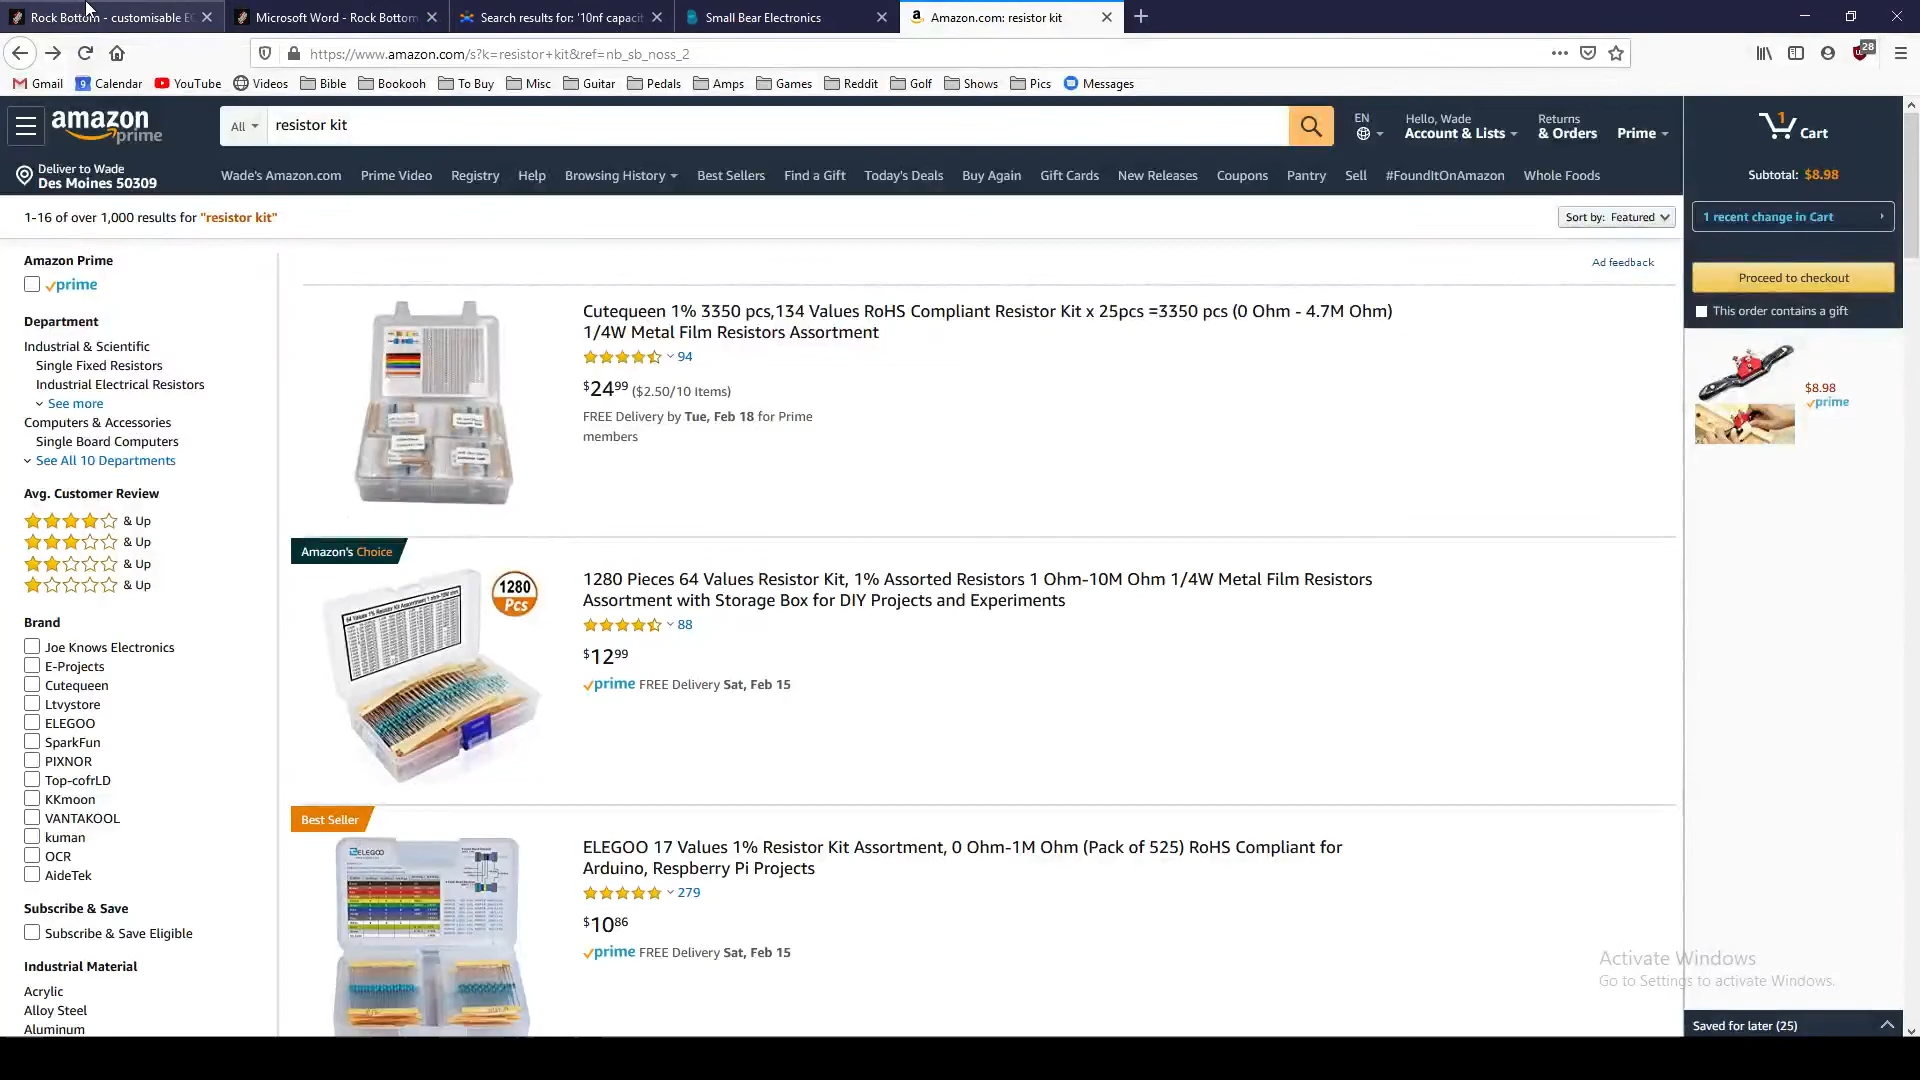 Rock Bottom - customisable EQ
Microsoft Word - Rock Bottom
Search results for: '10nf capacit
Small Bear Electronics
Amazon.com: resistor kit
https://www.amazon.com/s?k=resistor+kit&ref=nb_sb_noss_2
28
Gmail
Calendar
YouTube
Videos
Bible
Bookooh
To Buy
Misc
Guitar
Pedals
Amps
Games
Reddit
Golf
Shows
Pics
Messages
amazon prime
All
resistor kit
EN
Hello, Wade
Account & Lists
Returns
& Orders
Prime
1
Cart
Deliver to Wade
Des Moines 50309
Wade's Amazon.com
Prime Video
Registry
Help
Browsing History
Best Sellers
Find a Gift
Today's Deals
Buy Again
Gift Cards
New Releases
Coupons
Pantry
Sell
#FoundItOnAmazon
Whole Foods
Subtotal: $8.98
1 recent change in Cart
Proceed to checkout
This order contains a gift
$8.98
prime
1-16 of over 1,000 results for "resistor kit"
Sort by: Featured
Amazon Prime
prime
Department
Industrial & Scientific
Single Fixed Resistors
Industrial Electrical Resistors
See more
Computers & Accessories
Single Board Computers
See All 10 Departments
Avg. Customer Review
& Up
& Up
& Up
& Up
Brand
Joe Knows Electronics
E-Projects
Cutequeen
Ltvystore
ELEGOO
SparkFun
PIXNOR
Top-cofrLD
KKmoon
VANTAKOOL
kuman
OCR
AideTek
Subscribe & Save
Subscribe & Save Eligible
Industrial Material
Acrylic
Alloy Steel
Aluminum
Ad feedback
Cutequeen 1% 3350 pcs,134 Values RoHS Compliant Resistor Kit x 25pcs =3350 pcs (0 Ohm - 4.7M Ohm)
1/4W Metal Film Resistors Assortment
94
$24.99 ($2.50/10 Items)
FREE Delivery by Tue, Feb 18 for Prime
members
Amazon's Choice
1280
Pcs
1280 Pieces 64 Values Resistor Kit, 1% Assorted Resistors 1 Ohm-10M Ohm 1/4W Metal Film Resistors
Assortment with Storage Box for DIY Projects and Experiments
88
$12.99
prime FREE Delivery Sat, Feb 15
Best Seller
ELEGOO
ELEGOO 17 Values 1% Resistor Kit Assortment, 0 Ohm-1M Ohm (Pack of 525) RoHS Compliant for
Arduino, Respberry Pi Projects
279
$10.86
prime FREE Delivery Sat, Feb 15
Activate Windows
Go to Settings to activate Windows.
Saved for later (25)